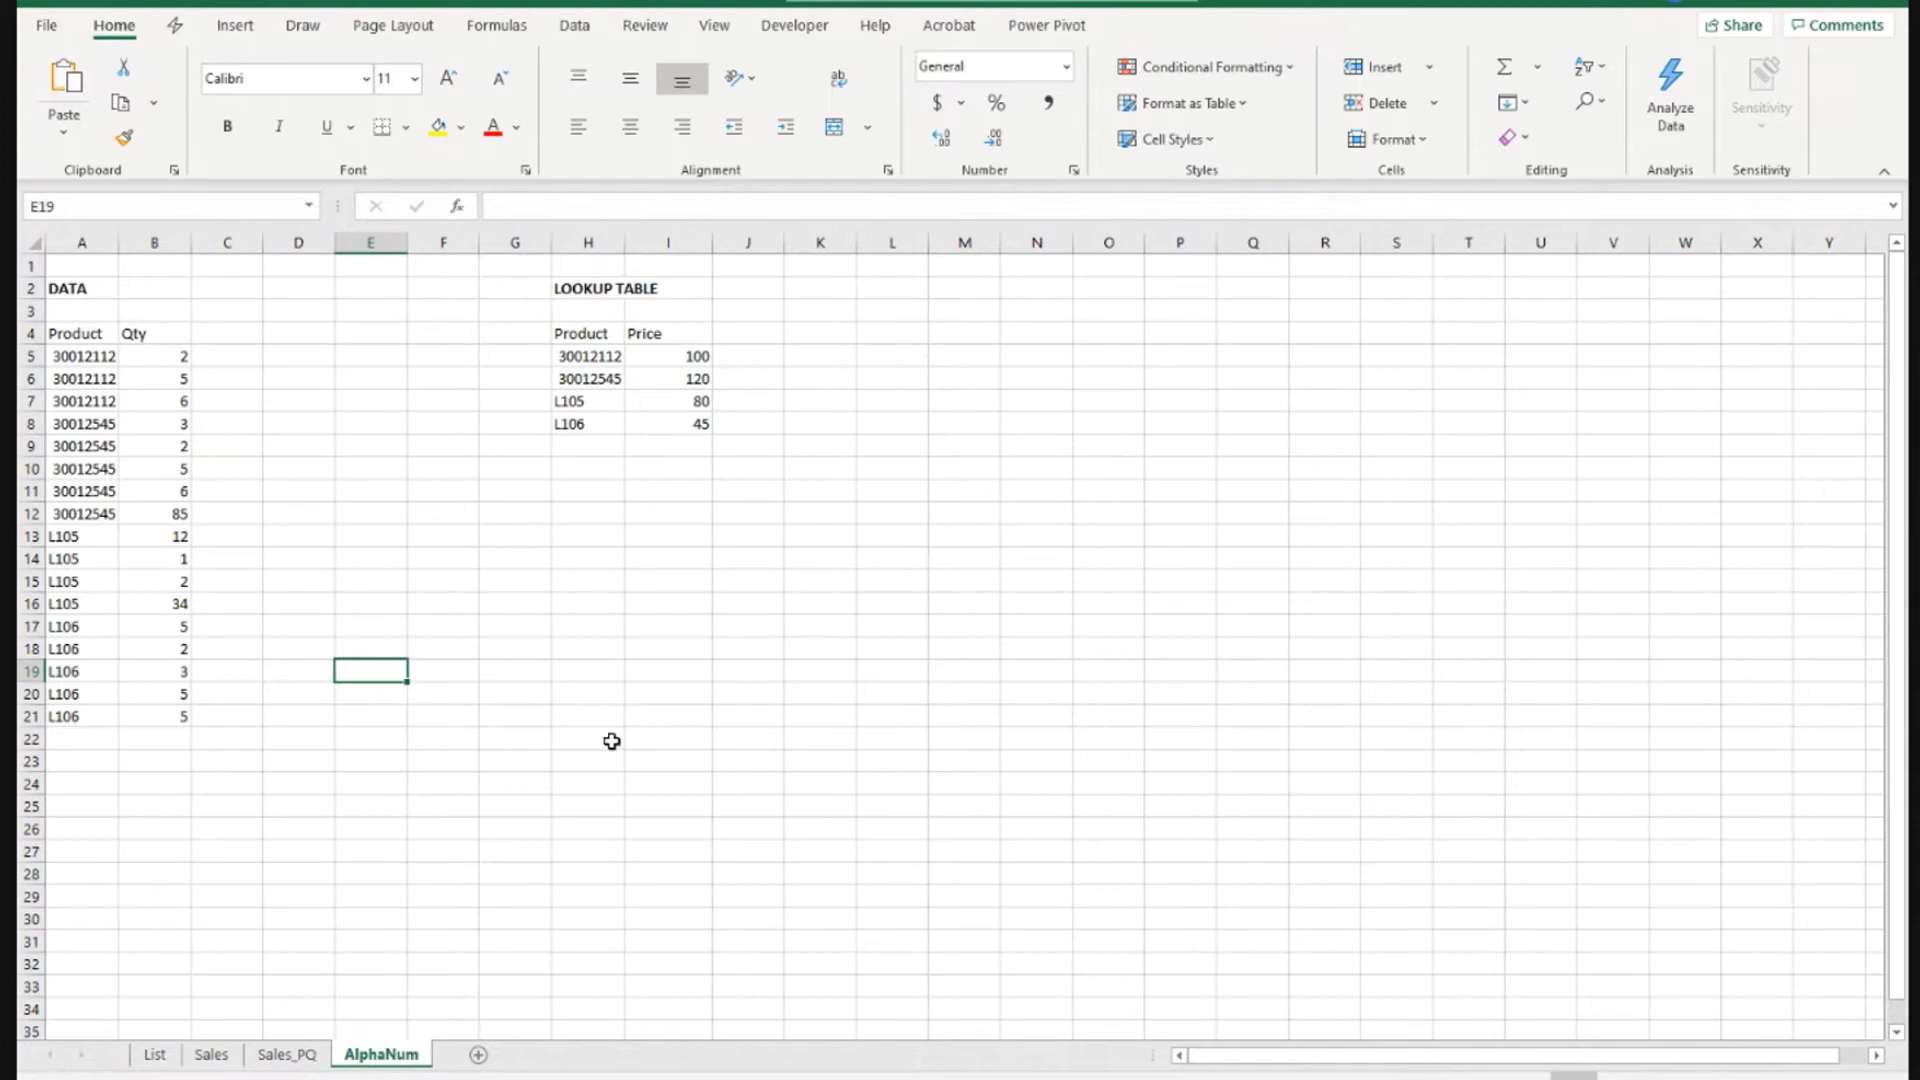 File Home Insert Draw Page Layout Formulas Data Developer Review View Help Acrobat Power Pivot Share Comments
Calibri 11 General Conditional Formatting Insert
Paste $ % Format as Table Delete Analyze Data Sensitivity
B I U A Cell Styles Format
Clipboard Font Alignment Number Styles Cells Editing Analysis Sensitivity
E19 fx
A B C D E F G H I J K L M N O P Q R S T U V W X Y
1
2 DATA LOOKUP TABLE
3
4 Product Qty Product Price
5 30012112 2 30012112 100
6 30012112 5 30012545 120
7 30012112 6 L105 80
8 30012545 3 L106 45
9 30012545 2
10 30012545 5
11 30012545 6
12 30012545 85
13 L105 12
14 L105 1
15 L105 2
16 L105 34
17 L106 5
18 L106 2
19 L106 3
20 L106 5
21 L106 5
22
23
24
25
26
27
28
29
30
31
32
33
34
35
List Sales Sales_PQ AlphaNum